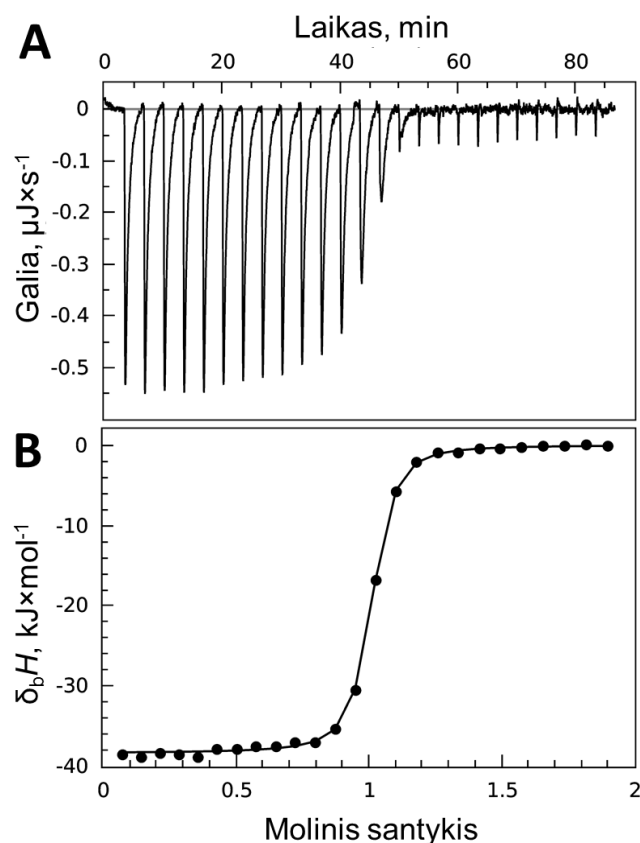 A
Laikas, min
0 20 40 60 80
0
-0.1
-0.2
-0.3
-0.4
-0.5
Galia, µJ×s⁻¹
B
0
-10
-20
-30
-40
δbH, kJ×mol⁻¹
0 0.5 1 1.5 2
Molinis santykis